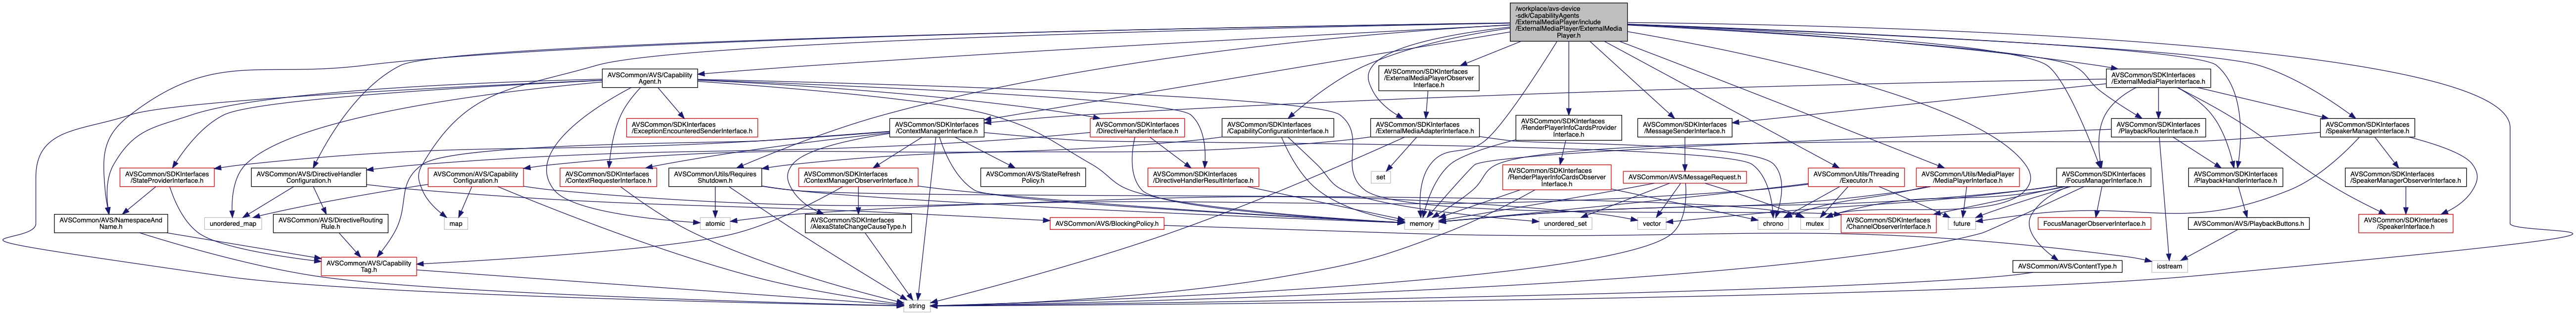 /workplace/avs-device
-sdk/CapabilityAgents
/ExternalMediaPlayer/include
/ExternalMediaPlayer/ExternalMedia
Player.h
AVSCommon/AVS/Capability
Agent.h
AVSCommon/SDKInterfaces
/ExternalMediaPlayerObserver
Interface.h
AVSCommon/SDKInterfaces
/ExternalMediaPlayerInterface.h
AVSCommon/SDKInterfaces
/ExceptionEncounteredSenderInterface.h
AVSCommon/SDKInterfaces
/ContextManagerInterface.h
AVSCommon/SDKInterfaces
/DirectiveHandlerInterface.h
AVSCommon/SDKInterfaces
/CapabilityConfigurationInterface.h
AVSCommon/SDKInterfaces
/ExternalMediaAdapterInterface.h
AVSCommon/SDKInterfaces
/RenderPlayerInfoCardsProvider
Interface.h
AVSCommon/SDKInterfaces
/MessageSenderInterface.h
AVSCommon/SDKInterfaces
/PlaybackRouterInterface.h
AVSCommon/SDKInterfaces
/SpeakerManagerInterface.h
AVSCommon/SDKInterfaces
/StateProviderInterface.h
AVSCommon/AVS/DirectiveHandler
Configuration.h
AVSCommon/AVS/Capability
Configuration.h
AVSCommon/SDKInterfaces
/ContextRequesterInterface.h
AVSCommon/Utils/Requires
Shutdown.h
AVSCommon/SDKInterfaces
/ContextManagerObserverInterface.h
AVSCommon/AVS/StateRefresh
Policy.h
AVSCommon/SDKInterfaces
/DirectiveHandlerResultInterface.h
set
AVSCommon/SDKInterfaces
/RenderPlayerInfoCardsObserver
Interface.h
AVSCommon/AVS/MessageRequest.h
AVSCommon/Utils/Threading
/Executor.h
AVSCommon/Utils/MediaPlayer
/MediaPlayerInterface.h
AVSCommon/SDKInterfaces
/FocusManagerInterface.h
AVSCommon/SDKInterfaces
/PlaybackHandlerInterface.h
AVSCommon/SDKInterfaces
/SpeakerManagerObserverInterface.h
AVSCommon/AVS/NamespaceAnd
Name.h
unordered_map
AVSCommon/AVS/DirectiveRouting
Rule.h
map
atomic
AVSCommon/SDKInterfaces
/AlexaStateChangeCauseType.h
AVSCommon/AVS/BlockingPolicy.h
memory
unordered_set
vector
chrono
mutex
AVSCommon/SDKInterfaces
/ChannelObserverInterface.h
future
FocusManagerObserverInterface.h
AVSCommon/AVS/PlaybackButtons.h
AVSCommon/SDKInterfaces
/SpeakerInterface.h
AVSCommon/AVS/Capability
Tag.h
AVSCommon/AVS/ContentType.h
iostream
string